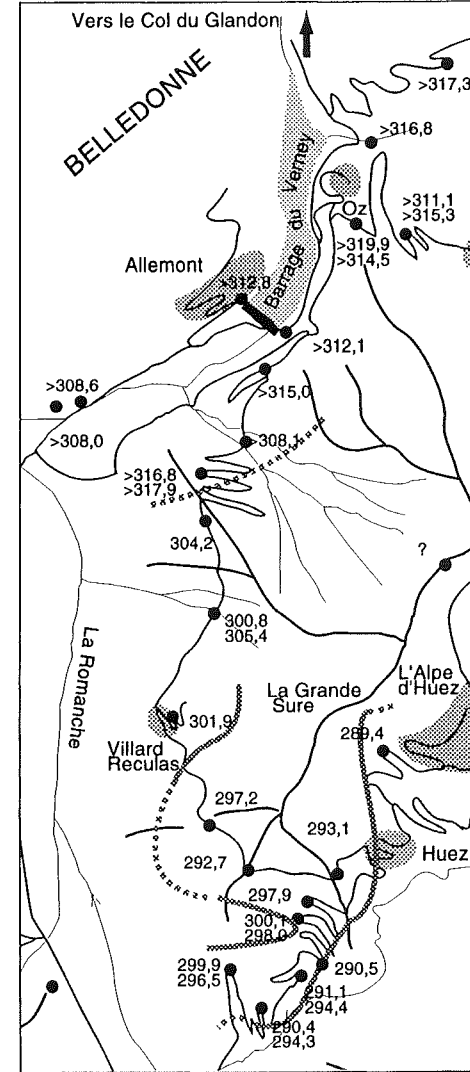 Vers le Col du Glandon
BELLEDONNE
>317,3
>316,8
Barrage du Verney
Oz
>311,1
>315,3
>319,9
>314,5
Allemont
>312,8
>312,1
>308,6
>315,0
>308,0
>308,1
>316,8
>317,9
304,2
?
300,8
305,4
La Romanche
L'Alpe
d'Huez
La Grande
Sure
301,9
289,4
Villard
Reculas
297,2
293,1
292,7
Huez
297,9
300,1
298,0
299,9
296,5
290,5
291,1
294,4
290,4
294,3